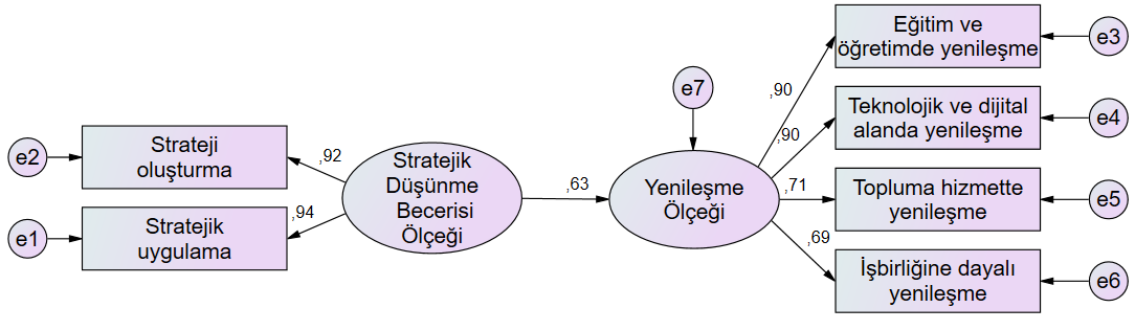 e2
Strateji
oluşturma
,92
e1
Stratejik
uygulama
,94
Stratejik
Düşünme
Becerisi
Ölçeği
,63
e7
Yenileşme
Ölçeği
,90
Eğitim ve
öğretimde yenileşme
e3
,90
Teknolojik ve dijital
alanda yenileşme
e4
,71
Topluma hizmette
yenileşme
e5
,69
İşbirliğine dayalı
yenileşme
e6